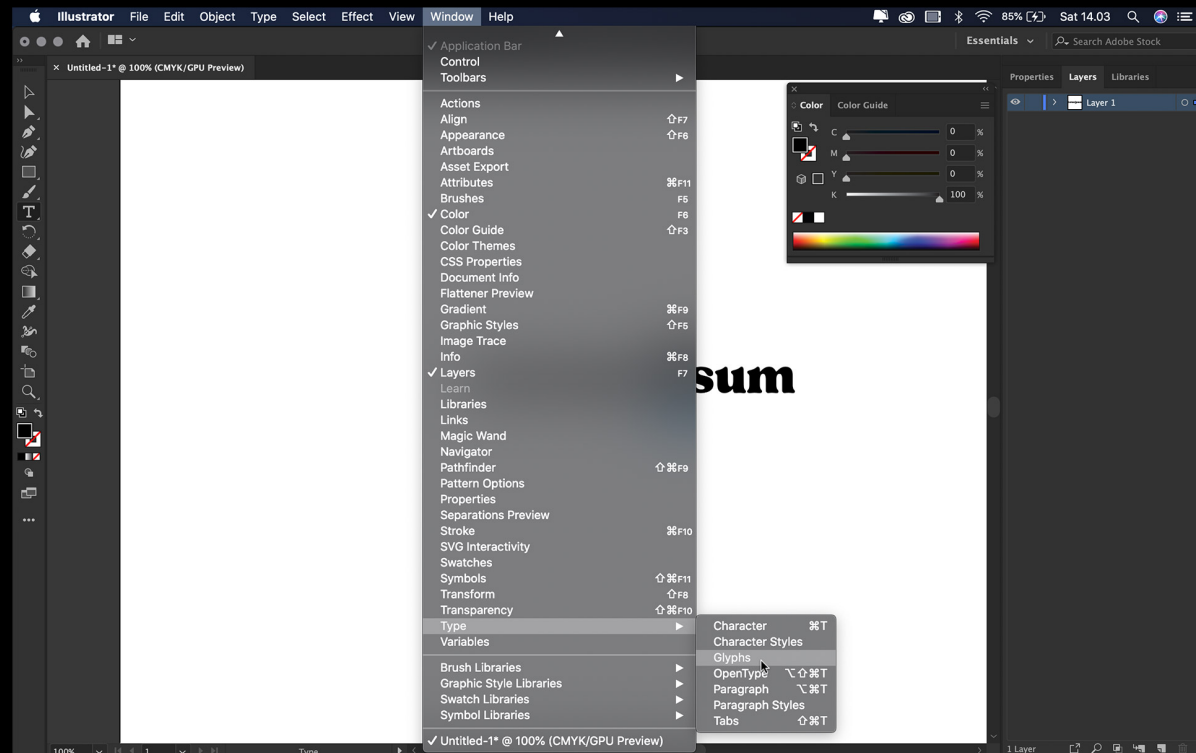 Illustrator File Edit Object Type Select Effect View Window Help 85% Sat 14.03
Essentials Search Adobe Stock
× Untitled-1* @ 100% (CMYK/GPU Preview)
✓ Application Bar
Control
Toolbars ▶
Actions
Align ⇧F7
Appearance ⇧F6
Artboards
Asset Export
Attributes ⌘F11
Brushes F5
✓ Color F6
Color Guide ⇧F3
Color Themes
CSS Properties
Document Info
Flattener Preview
Gradient ⌘F9
Graphic Styles ⇧F5
Image Trace
Info ⌘F8
✓ Layers F7
Learn
Libraries
Links
Magic Wand
Navigator
Pathfinder ⇧⌘F9
Pattern Options
Properties
Separations Preview
Stroke ⌘F10
SVG Interactivity
Swatches
Symbols ⇧⌘F11
Transform ⇧F8
Transparency ⇧⌘F10
Type ▶
Variables
Brush Libraries ▶
Graphic Style Libraries ▶
Swatch Libraries ▶
Symbol Libraries ▶
✓ Untitled-1* @ 100% (CMYK/GPU Preview)
Character ⌘T
Character Styles
Glyphs
OpenType ⌥⇧⌘T
Paragraph ⌥⌘T
Paragraph Styles
Tabs ⇧⌘T
sum
Color Color Guide
C 0 %
M 0 %
Y 0 %
K 100 %
Properties Layers Libraries
Layer 1
100% 1 Type
1 Layer